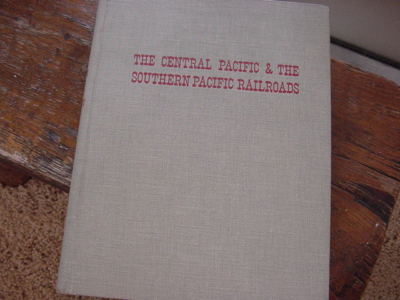 THE CENTRAL PACIFIC & THE
SOUTHERN PACIFIC RAILROADS